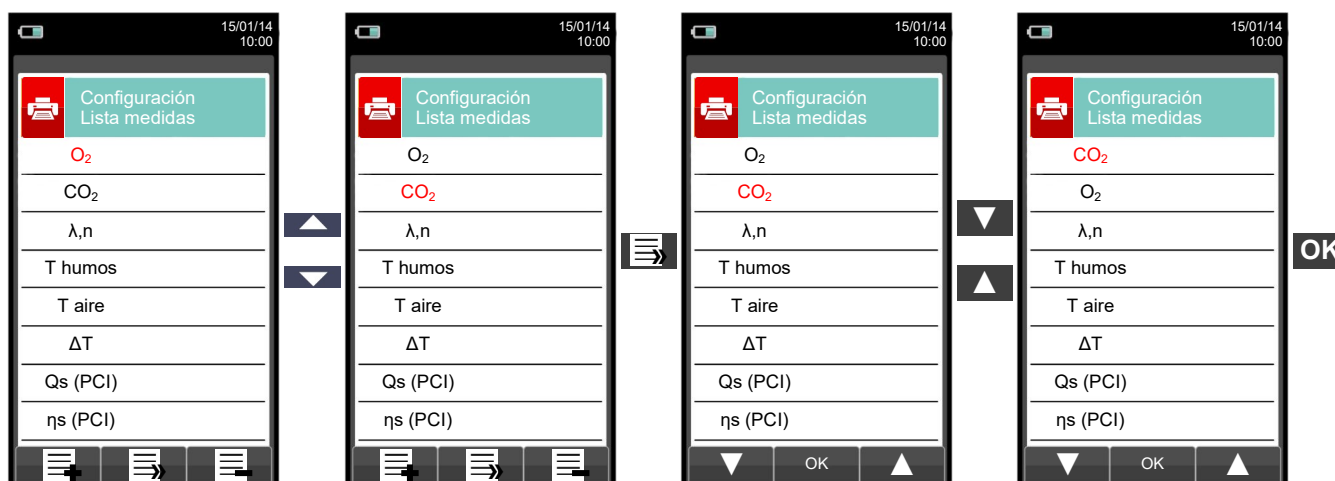 15/01/14
10:00
Configuración
Lista medidas
O₂
CO₂
λ,n
T humos
T aire
ΔT
Qs (PCI)
ηs (PCI)
15/01/14
10:00
Configuración
Lista medidas
O₂
CO₂
λ,n
T humos
T aire
ΔT
Qs (PCI)
ηs (PCI)
15/01/14
10:00
Configuración
Lista medidas
O₂
CO₂
λ,n
T humos
T aire
ΔT
Qs (PCI)
ηs (PCI)
OK
15/01/14
10:00
Configuración
Lista medidas
CO₂
O₂
λ,n
T humos
T aire
ΔT
Qs (PCI)
ηs (PCI)
OK
OK